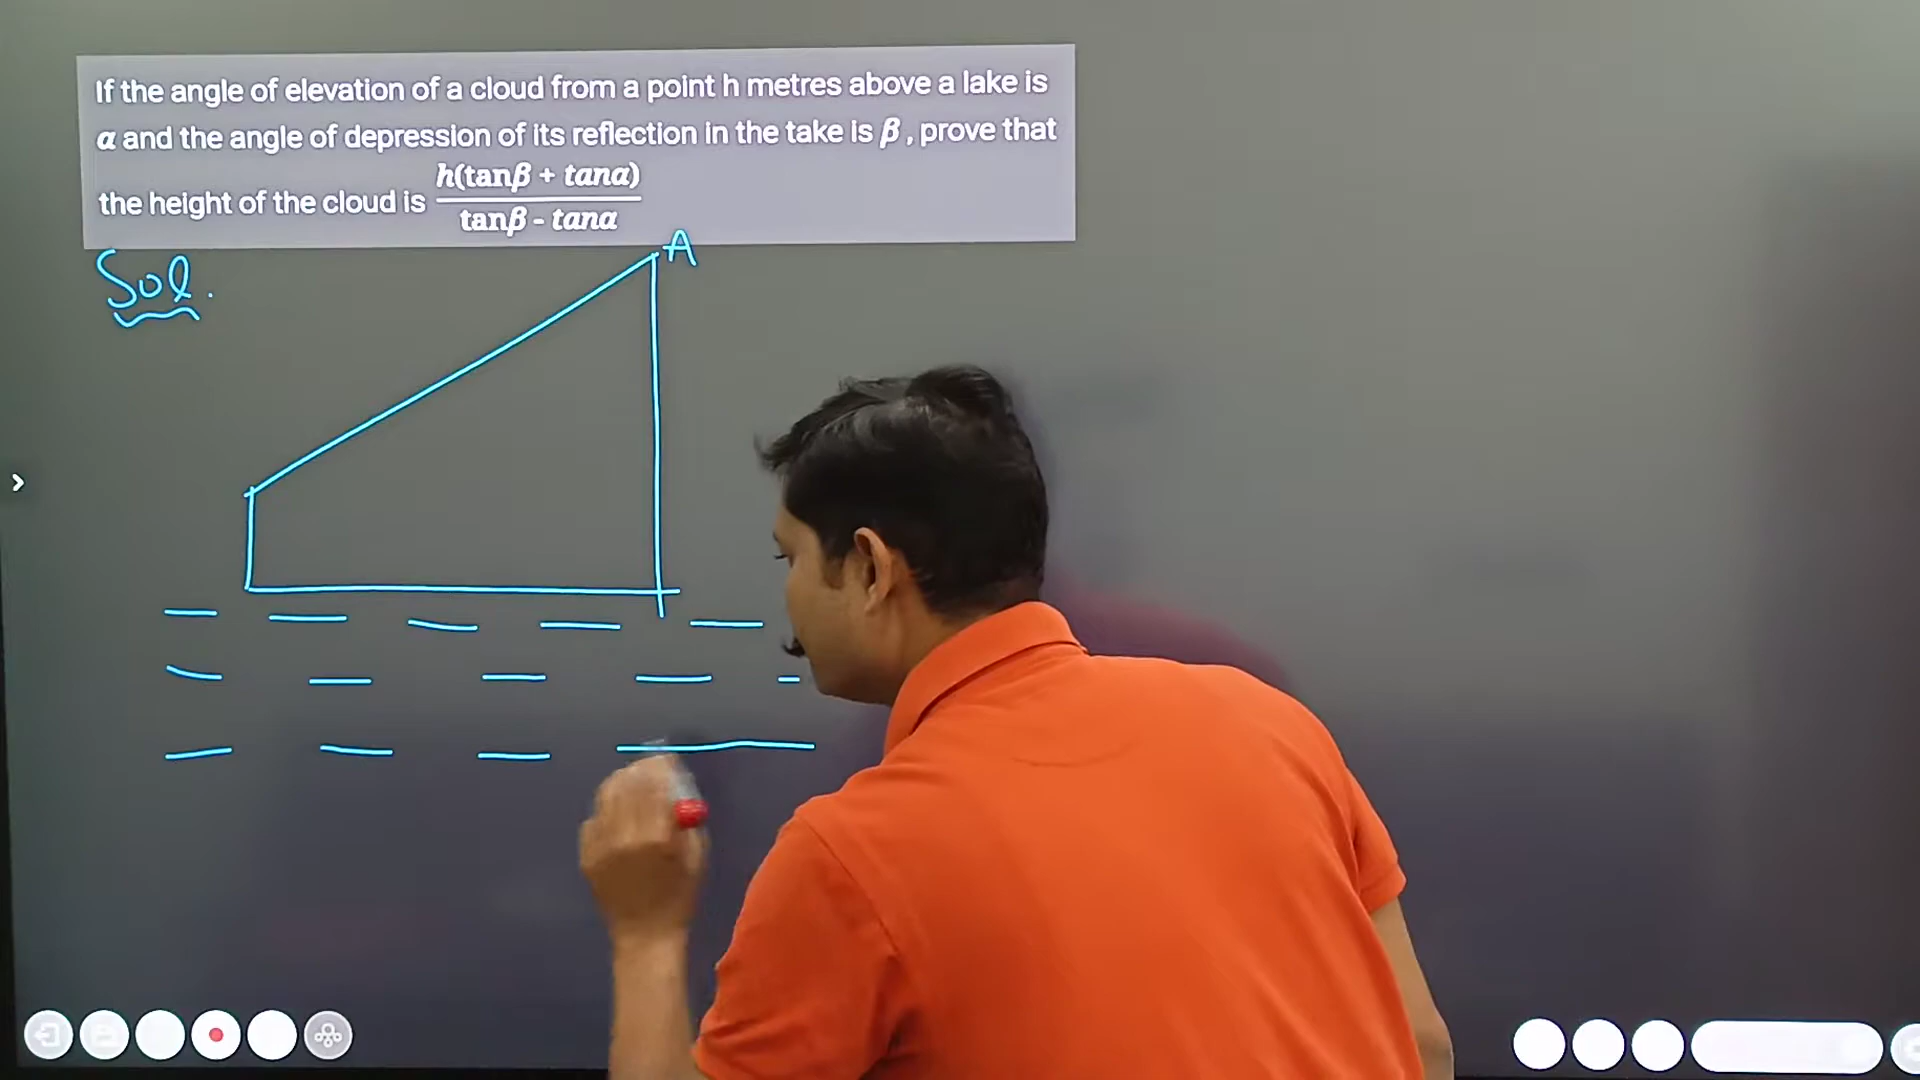 If the angle of elevation of a cloud from a point h metres above a lake is
α and the angle of depression of its reflection in the take is β , prove that
the height of the cloud is h(tanβ + tanα)
tanβ - tanα
A
Sol.